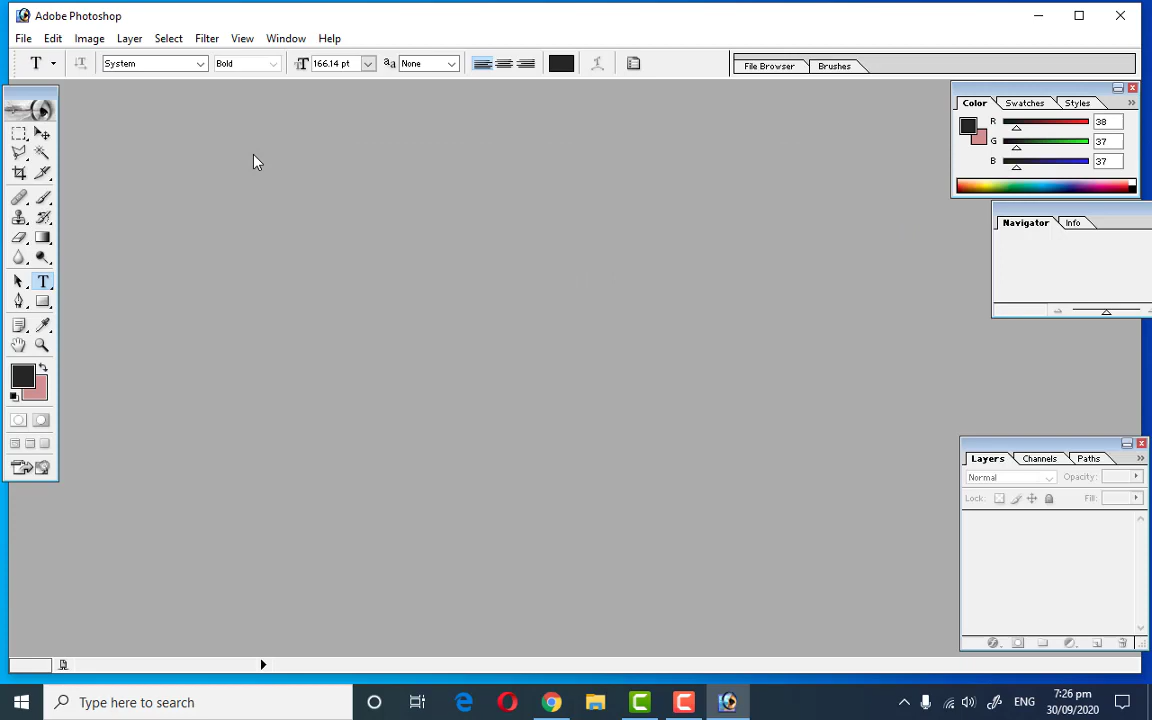 Adobe Photoshop
File Edit Image Layer Select Filter View Window Help
T System Bold T 166.14 pt aa None File Browser Brushes
Color Swatches Styles
R 38
G 37
B 37
Navigator Info
T
Layers Channels Paths
Normal Opacity:
Lock: Fill:
Type here to search
ENG
7:26 pm
30/09/2020